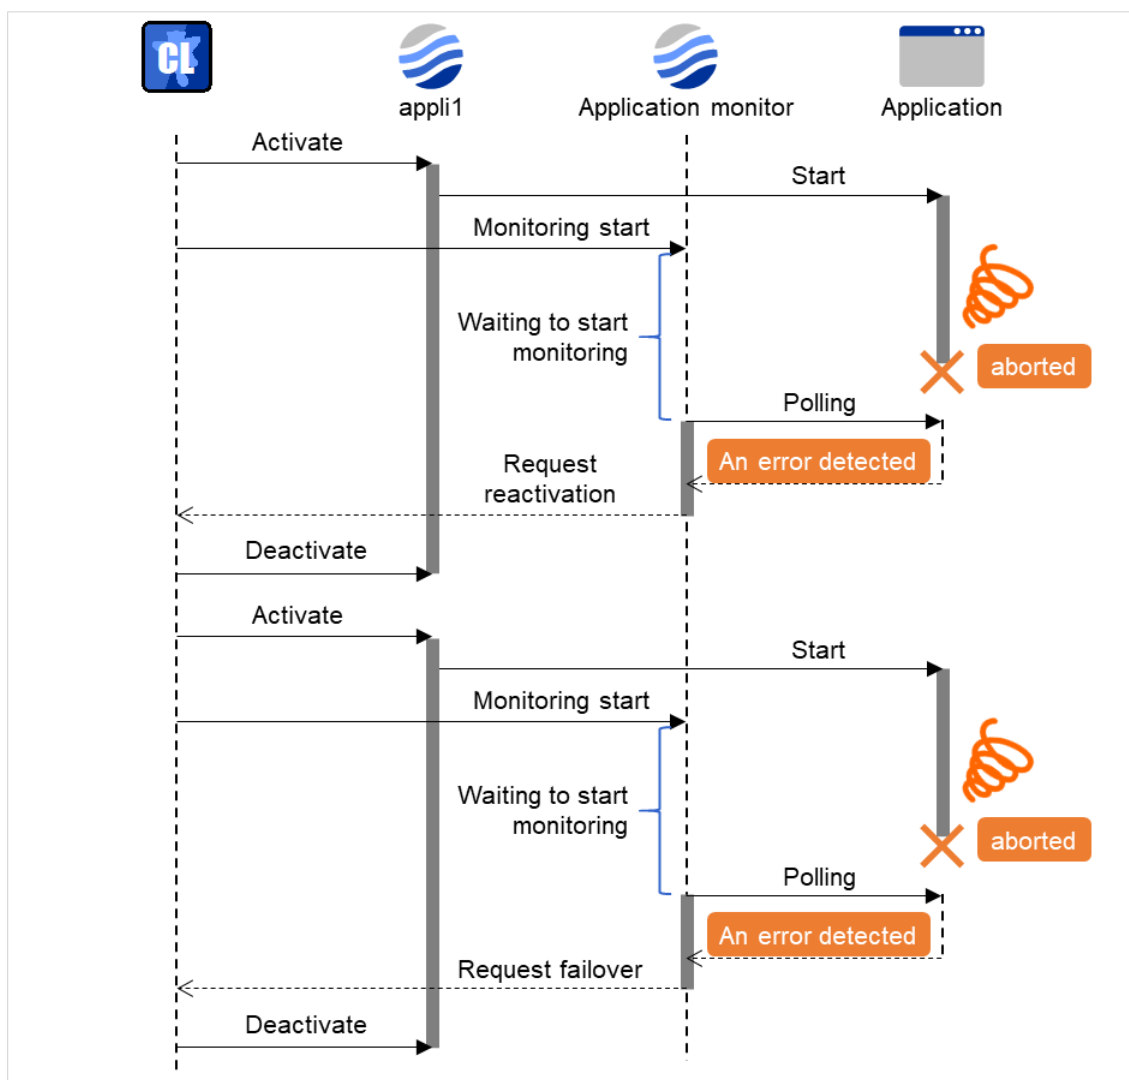 CL
appli1
Application monitor
Application
Activate
Start
Monitoring start
Waiting to start
monitoring
aborted
Polling
An error detected
Request
reactivation
Deactivate
Activate
Start
Monitoring start
Waiting to start
monitoring
aborted
Polling
An error detected
Request failover
Deactivate